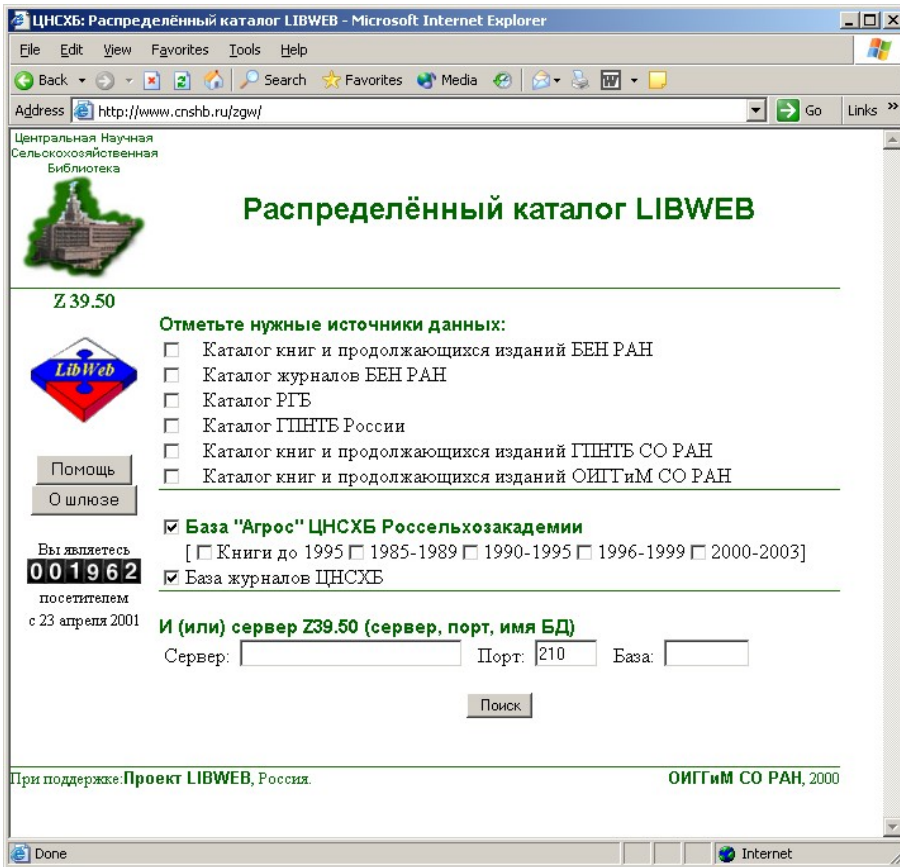 ЦНСХБ: Распределённый каталог LIBWEB - Microsoft Internet Explorer
File Edit View Favorites Tools Help
Back Search Favorites Media
Address http://www.cnshb.ru/zgw/ Go Links »
Центральная Научная
Сельскохозяйственная
Библиотека
Распределённый каталог LIBWEB
Z 39.50
LibWeb
Помощь
О шлюзе
Вы являетесь
001962
посетителем
с 23 апреля 2001
Отметьте нужные источники данных:
Каталог книг и продолжающихся изданий БЕН РАН
Каталог журналов БЕН РАН
Каталог РГБ
Каталог ГПНТБ России
Каталог книг и продолжающихся изданий ГПНТБ СО РАН
Каталог книг и продолжающихся изданий ОИГГиМ СО РАН
База "Агрос" ЦНСХБ Россельхозакадемии
[ Книги до 1995 1985-1989 1990-1995 1996-1999 2000-2003]
База журналов ЦНСХБ
И (или) сервер Z39.50 (сервер, порт, имя БД)
Сервер: Порт: 210 База:
Поиск
При поддержке:Проект LIBWEB, Россия. ОИГГиМ СО РАН, 2000
Done Internet